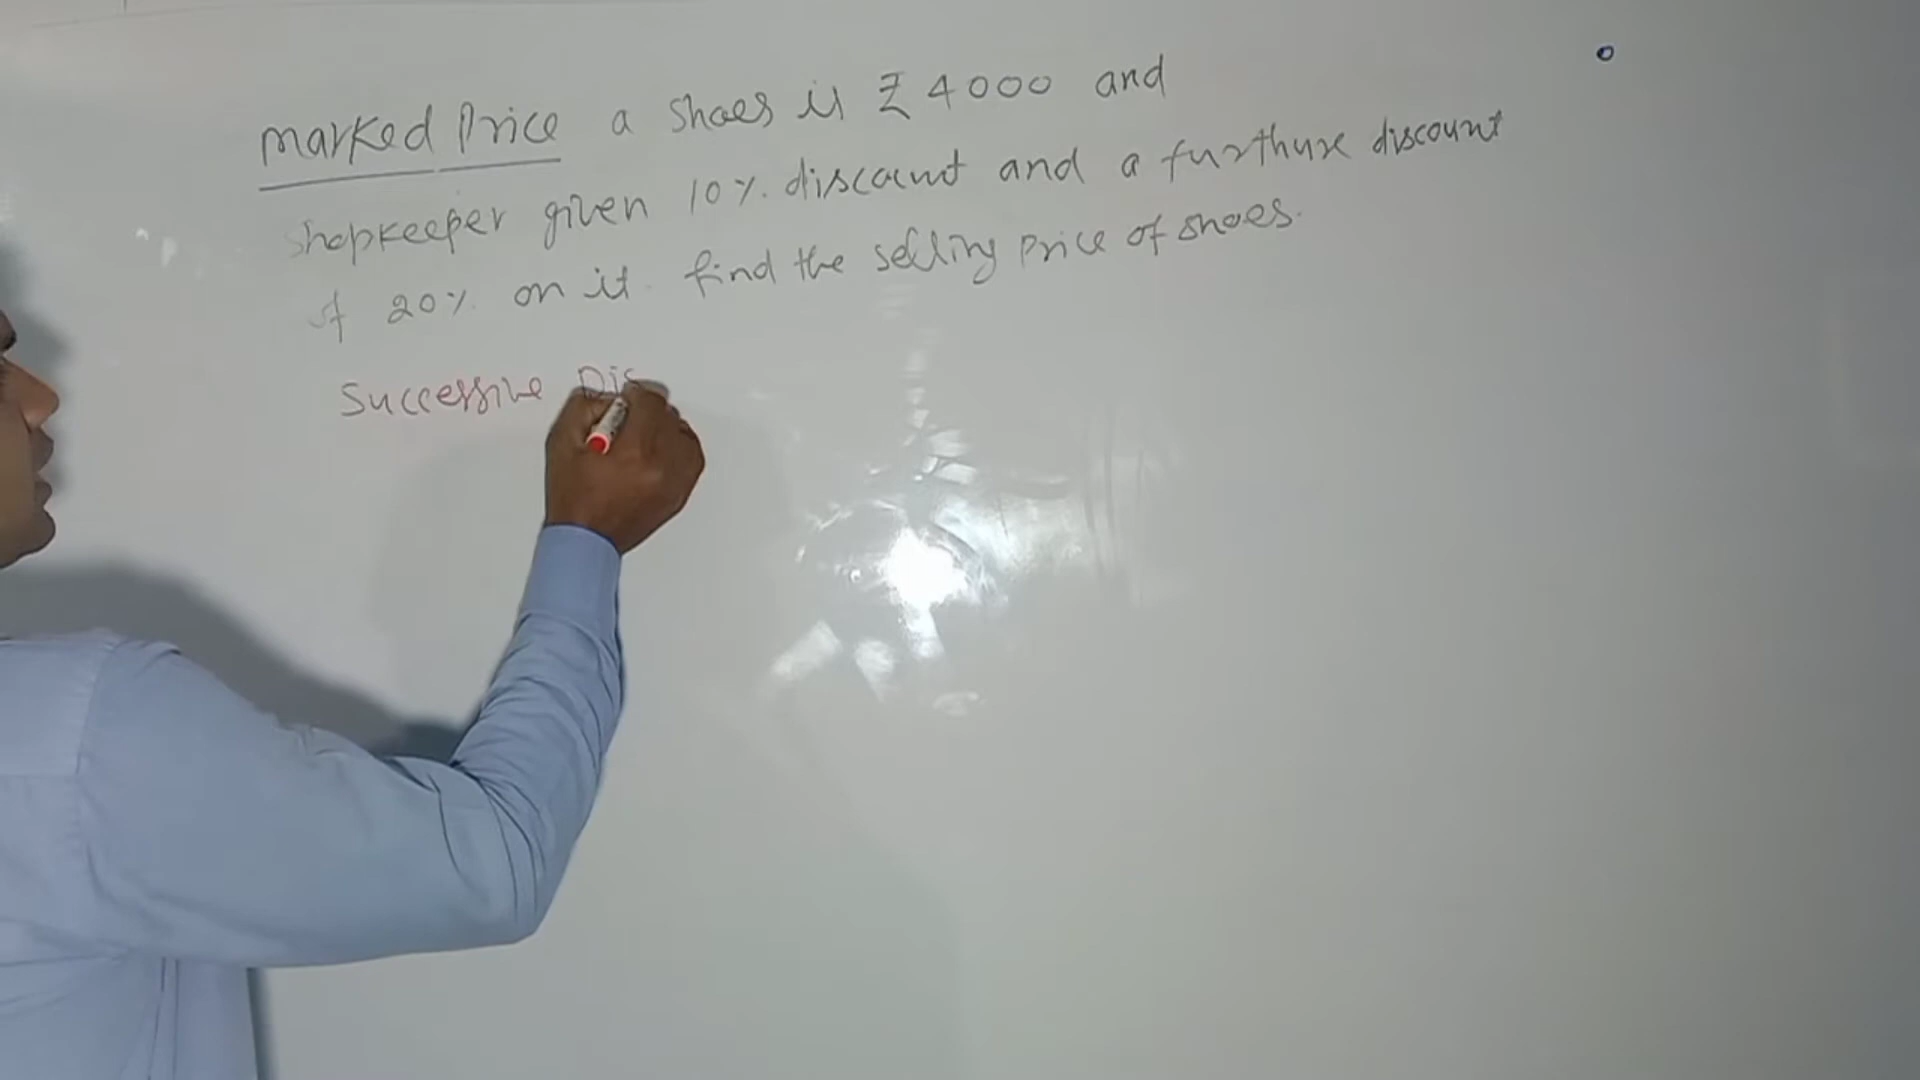 Marked Price a Shoes is ₹ 4000 and
shopkeeper given 10% discount and a furthure discount
of 20% on it. find the selling price of shoes.
Successive Dis